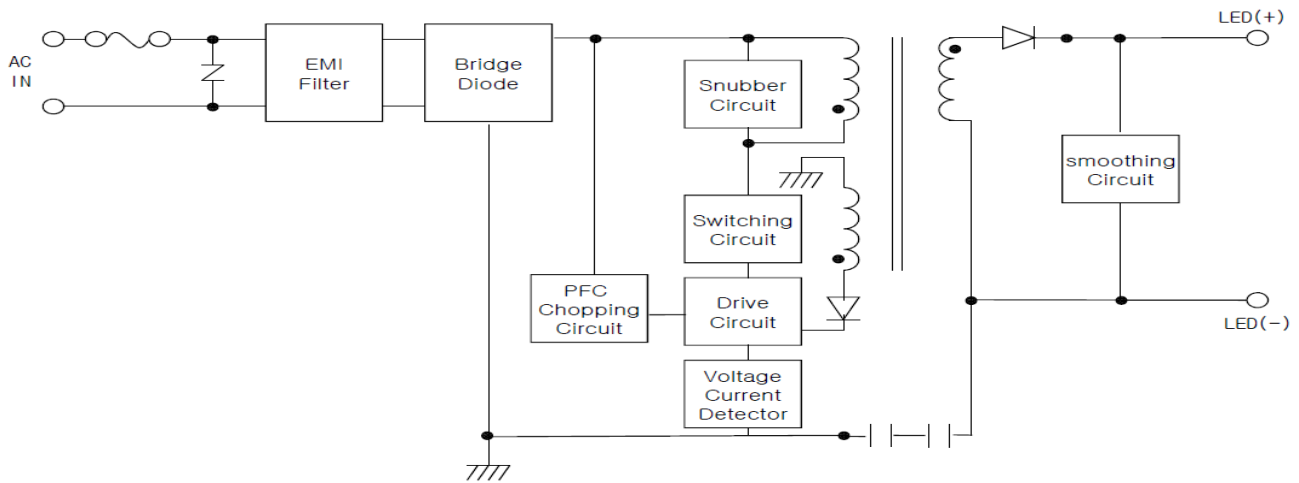 LED(+)
AC
IN
EMI
Filter
Bridge
Diode
Snubber
Circuit
smoothing
Circuit
Switching
Circuit
PFC
Chopping
Circuit
Drive
Circuit
LED(-)
Voltage
Current
Detector